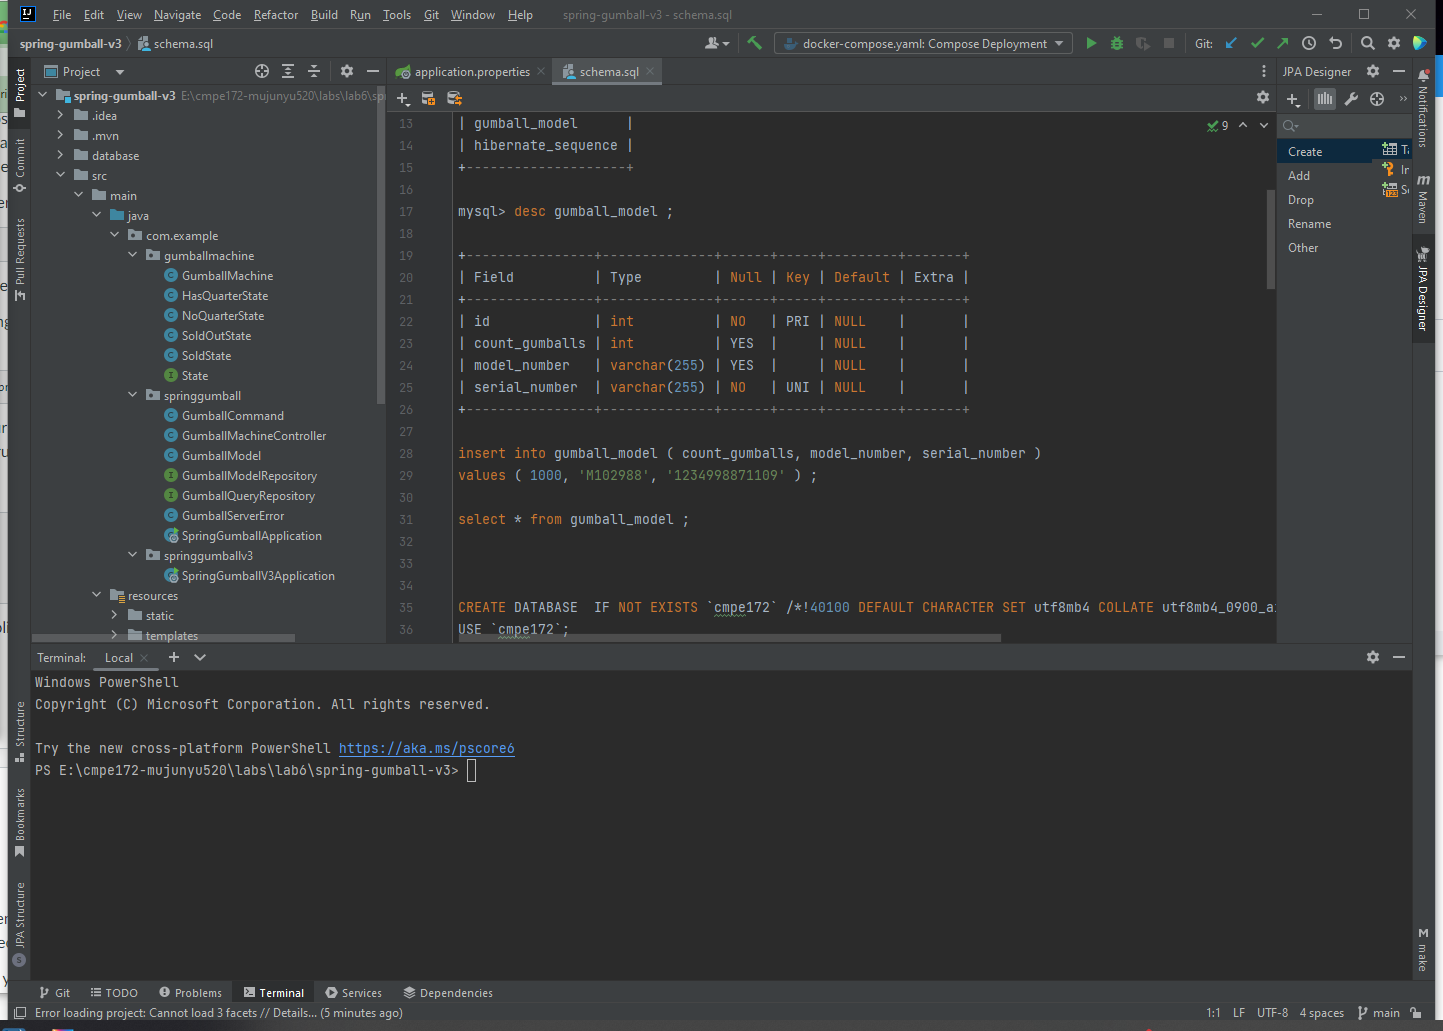 File Edit View Navigate Code Refactor Build Run Tools Git Window Help spring-gumball-v3 - schema.sql
spring-gumball-v3 schema.sql docker-compose.yaml: Compose Deployment Git:
Project
application.properties
schema.sql
JPA Designer
spring-gumball-v3 E:\cmpe172-mujunyu520\labs\lab6\sp
.idea
.mvn
database
src
main
java
com.example
gumballmachine
GumballMachine
HasQuarterState
NoQuarterState
SoldOutState
SoldState
State
springgumball
GumballCommand
GumballMachineController
GumballModel
GumballModelRepository
GumballQueryRepository
GumballServerError
SpringGumballApplication
springgumballv3
SpringGumballV3Application
resources
static
templates
9
13 | gumball_model      |
14 | hibernate_sequence |
15 +--------------------+
16
17 mysql> desc gumball_model ;
18
19 +----------------+--------------+------+-----+---------+-------+
20 | Field          | Type         | Null | Key | Default | Extra |
21 +----------------+--------------+------+-----+---------+-------+
22 | id             | int          | NO   | PRI | NULL    |       |
23 | count_gumballs | int          | YES  |     | NULL    |       |
24 | model_number   | varchar(255) | YES  |     | NULL    |       |
25 | serial_number  | varchar(255) | NO   | UNI | NULL    |       |
26 +----------------+--------------+------+-----+---------+-------+
27
28 insert into gumball_model ( count_gumballs, model_number, serial_number )
29 values ( 1000, 'M102988', '1234998871109' ) ;
30
31 select * from gumball_model ;
32
33
34
35 CREATE DATABASE  IF NOT EXISTS `cmpe172` /*!40100 DEFAULT CHARACTER SET utf8mb4 COLLATE utf8mb4_0900_a
36 USE `cmpe172`;
Create
Add
Drop
Rename
Other
Project
Commit
Pull Requests
Structure
Bookmarks
JPA Structure
Notifications
Maven
JPA Designer
make
Terminal: Local
Windows PowerShell
Copyright (C) Microsoft Corporation. All rights reserved.
Try the new cross-platform PowerShell https://aka.ms/pscore6
PS E:\cmpe172-mujunyu520\labs\lab6\spring-gumball-v3>
Git TODO Problems Terminal Services Dependencies
Error loading project: Cannot load 3 facets // Details... (5 minutes ago) 1:1 LF UTF-8 4 spaces main